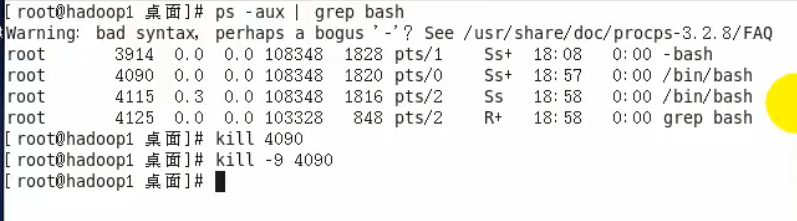 [root@hadoop1 桌面]# ps -aux | grep bash
Warning: bad syntax, perhaps a bogus '-'? See /usr/share/doc/procps-3.2.8/FAQ
root 3914 0.0 0.0 108348 1828 pts/1 Ss+ 18:08 0:00 -bash
root 4090 0.0 0.0 108348 1820 pts/0 Ss+ 18:57 0:00 /bin/bash
root 4115 0.3 0.0 108348 1816 pts/2 Ss 18:58 0:00 /bin/bash
root 4125 0.0 0.0 103328 848 pts/2 R+ 18:58 0:00 grep bash
[root@hadoop1 桌面]# kill 4090
[root@hadoop1 桌面]# kill -9 4090
[root@hadoop1 桌面]#